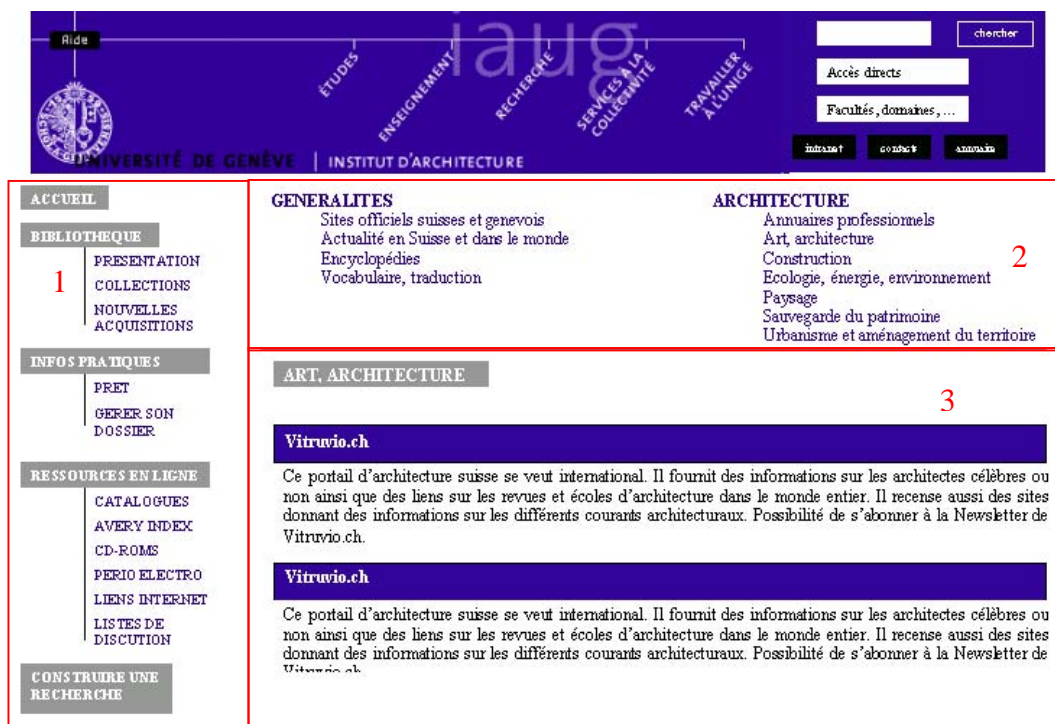 iaug
Aide
ÉTUDES
ENSEIGNEMENT
RECHERCHE
SERVICES À LA
COLLECTIVITÉ
TRAVAILLER
À L'UNIGE
chercher
Accès directs
Facultés, domaines, ...
intranet contact annuaire
UNIVERSITÉ DE GENÈVE | INSTITUT D'ARCHITECTURE
ACCUEIL
BIBLIOTHEQUE
PRESENTATION
1
COLLECTIONS
NOUVELLES
ACQUISITIONS
INFOS PRATIQUES
PRET
GERER SON
DOSSIER
RESSOURCES EN LIGNE
CATALOGUES
AVERY INDEX
CD-ROMS
PERIO ELECTRO
LIENS INTERNET
LISTES DE
DISCUTION
CONSTRUIRE UNE
RECHERCHE
GENERALITES
Sites officiels suisses et genevois
Actualité en Suisse et dans le monde
Encyclopédies
Vocabulaire, traduction
ARCHITECTURE
Annuaires professionnels
Art, architecture
Construction
2
Ecologie, énergie, environnement
Paysage
Sauvegarde du patrimoine
Urbanisme et aménagement du territoire
ART, ARCHITECTURE
3
Vitruvio.ch
Ce portail d'architecture suisse se veut international. Il fournit des informations sur les architectes célèbres ou
non ainsi que des liens sur les revues et écoles d'architecture dans le monde entier. Il recense aussi des sites
donnant des informations sur les différents courants architecturaux. Possibilité de s'abonner à la Newsletter de
Vitruvio.ch.
Vitruvio.ch
Ce portail d'architecture suisse se veut international. Il fournit des informations sur les architectes célèbres ou
non ainsi que des liens sur les revues et écoles d'architecture dans le monde entier. Il recense aussi des sites
donnant des informations sur les différents courants architecturaux. Possibilité de s'abonner à la Newsletter de
Vitruvio.ch